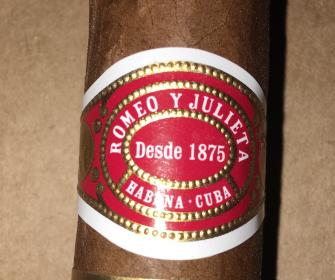 ROMEO Y JULIETA
Desde 1875
HABANA · CUBA